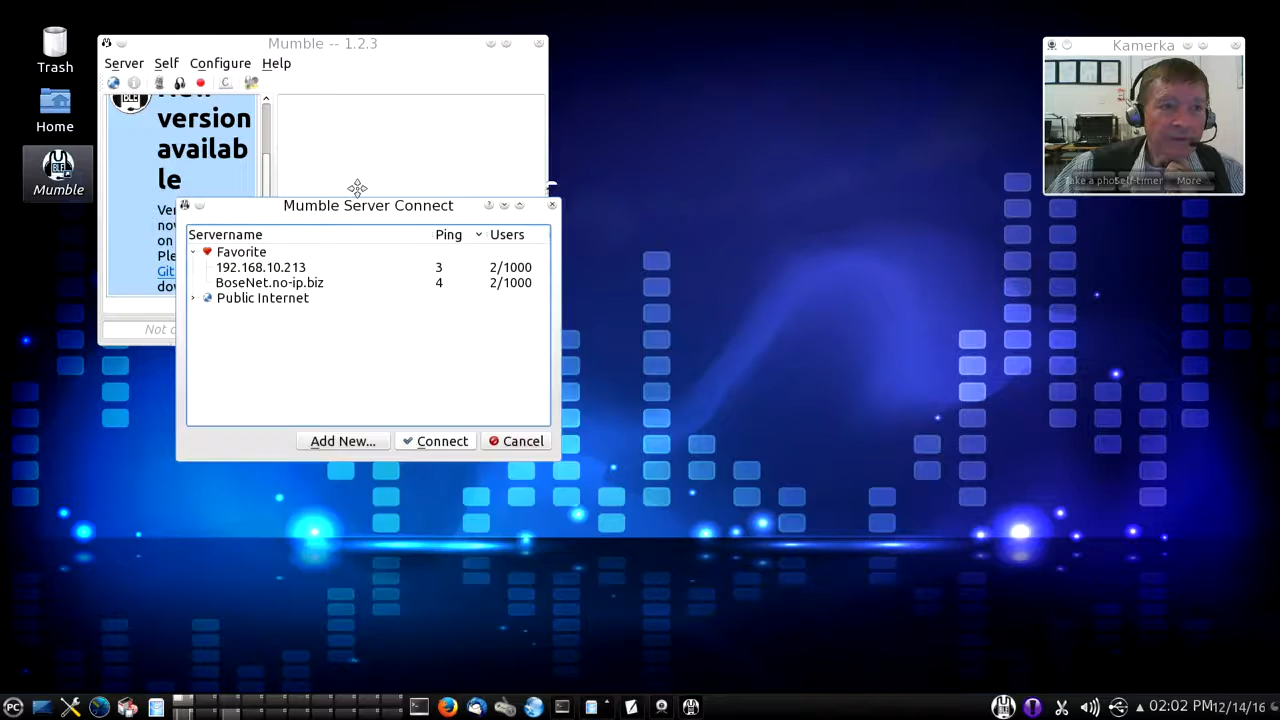 Trash
Home
Mumble
Mumble -- 1.2.3
Server Self Configure Help
version
availab
le
Ver
nov
on
Ple
Git
dov
Not c
Mumble Server Connect
Servername Ping Users
Favorite
192.168.10.213 3 2/1000
BoseNet.no-ip.biz 4 2/1000
Public Internet
Add New... Connect Cancel
Kamerka
Take a pho Self-timer More
02:02 PM 12/14/16